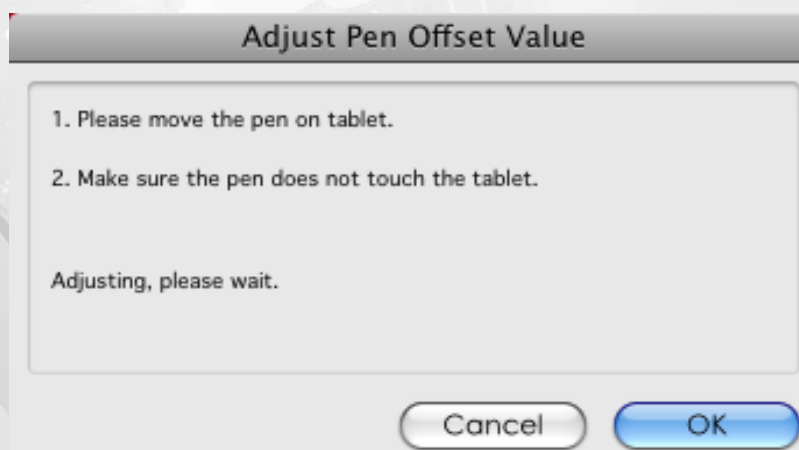 Adjust Pen Offset Value
1. Please move the pen on tablet.
2. Make sure the pen does not touch the tablet.
Adjusting, please wait.
Cancel
OK